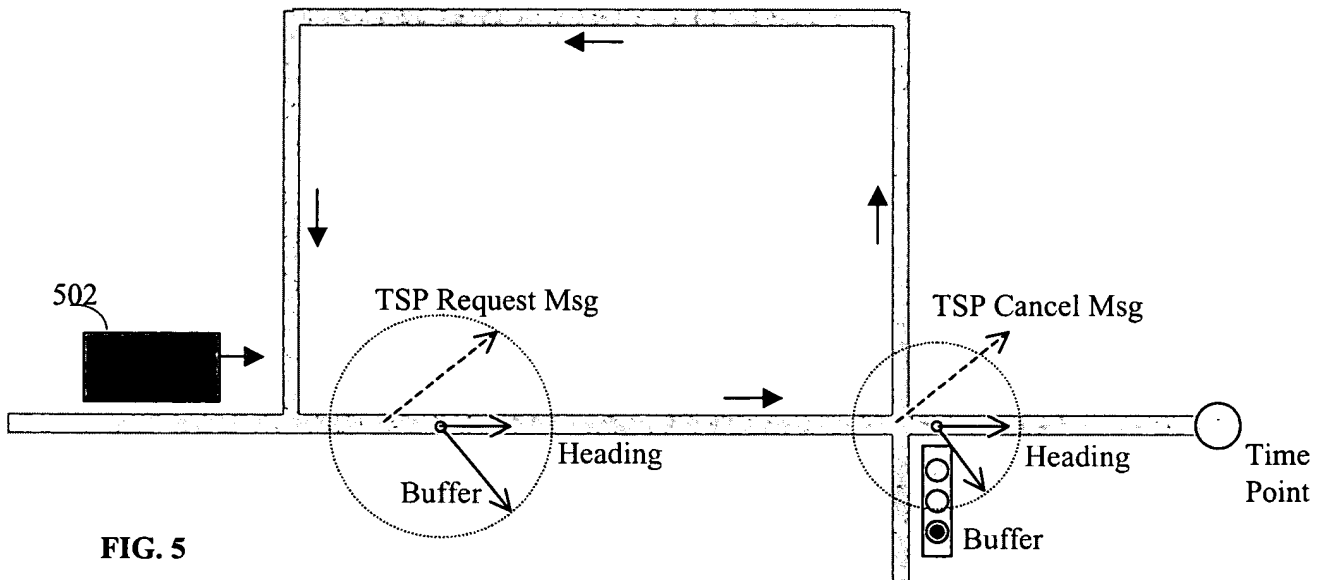 502
TSP Request Msg
TSP Cancel Msg
Heading
Buffer
Heading
Time
Point
Buffer
FIG. 5